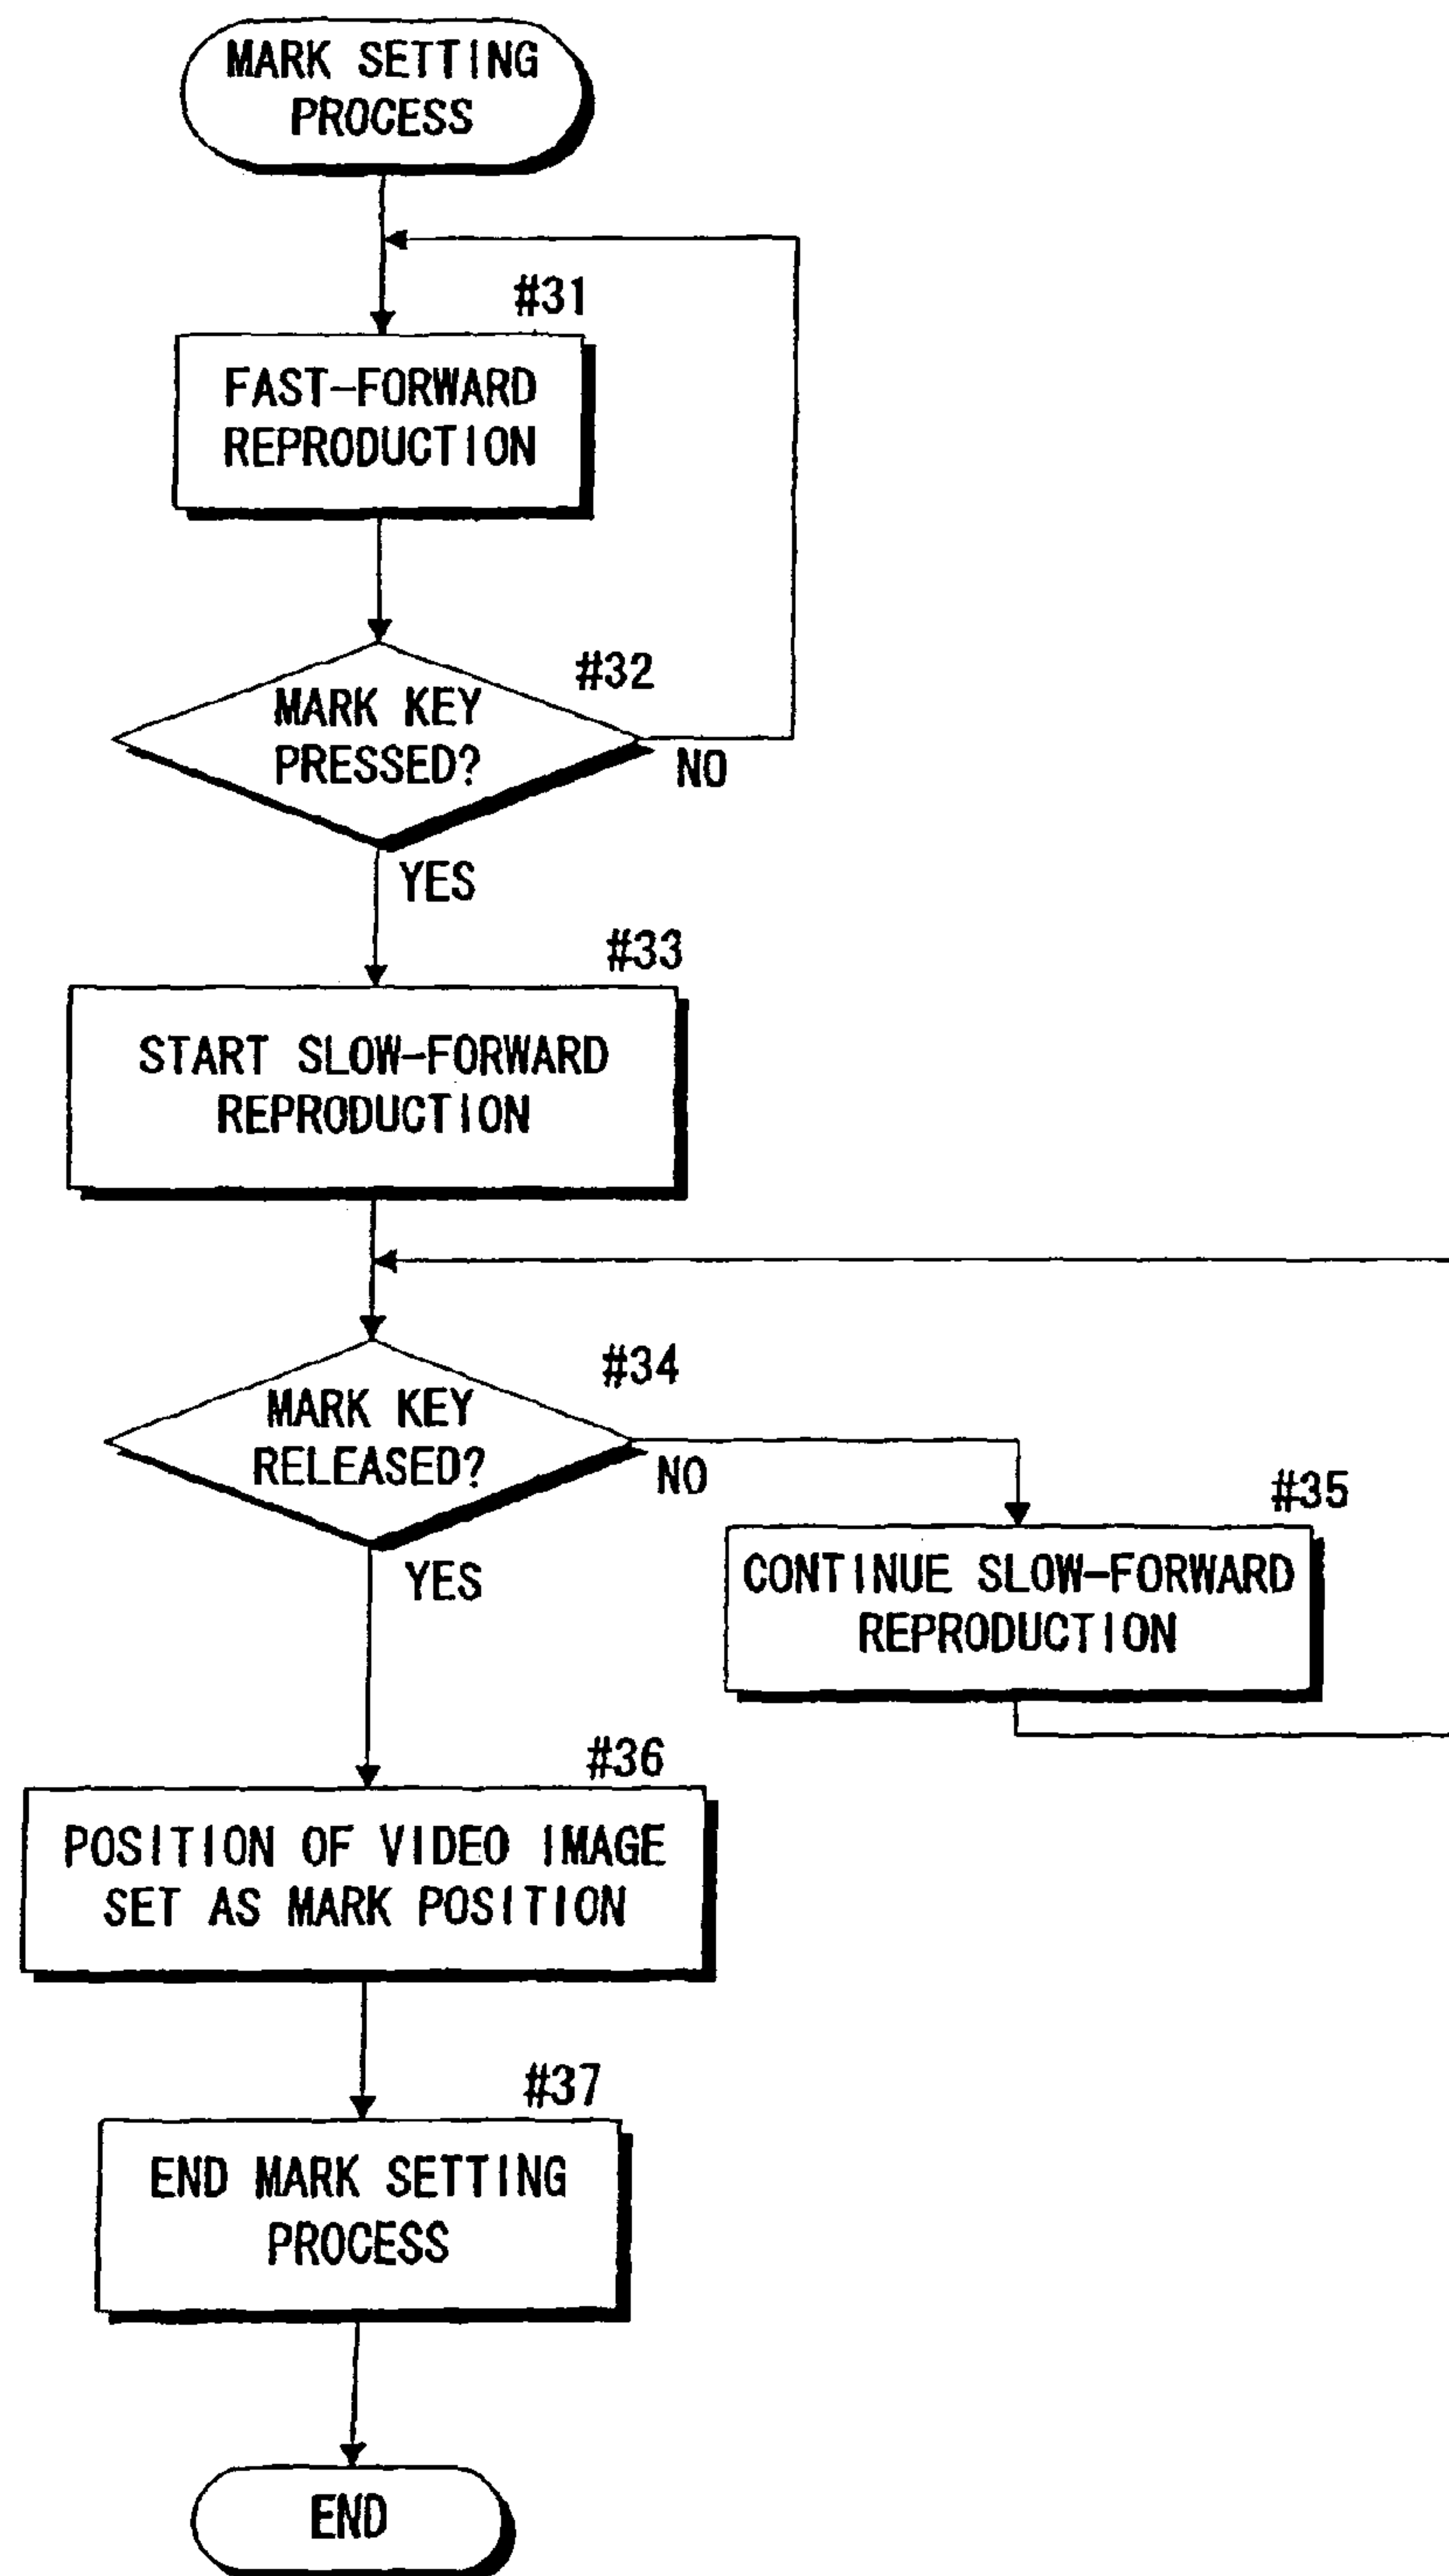 MARK SETTING
PROCESS
#31
FAST-FORWARD
REPRODUCTION
#32
MARK KEY
PRESSED?
NO
YES
#33
START SLOW-FORWARD
REPRODUCTION
#34
MARK KEY
RELEASED?
NO
YES
#35
CONTINUE SLOW-FORWARD
REPRODUCTION
#36
POSITION OF VIDEO IMAGE
SET AS MARK POSITION
#37
END MARK SETTING
PROCESS
END